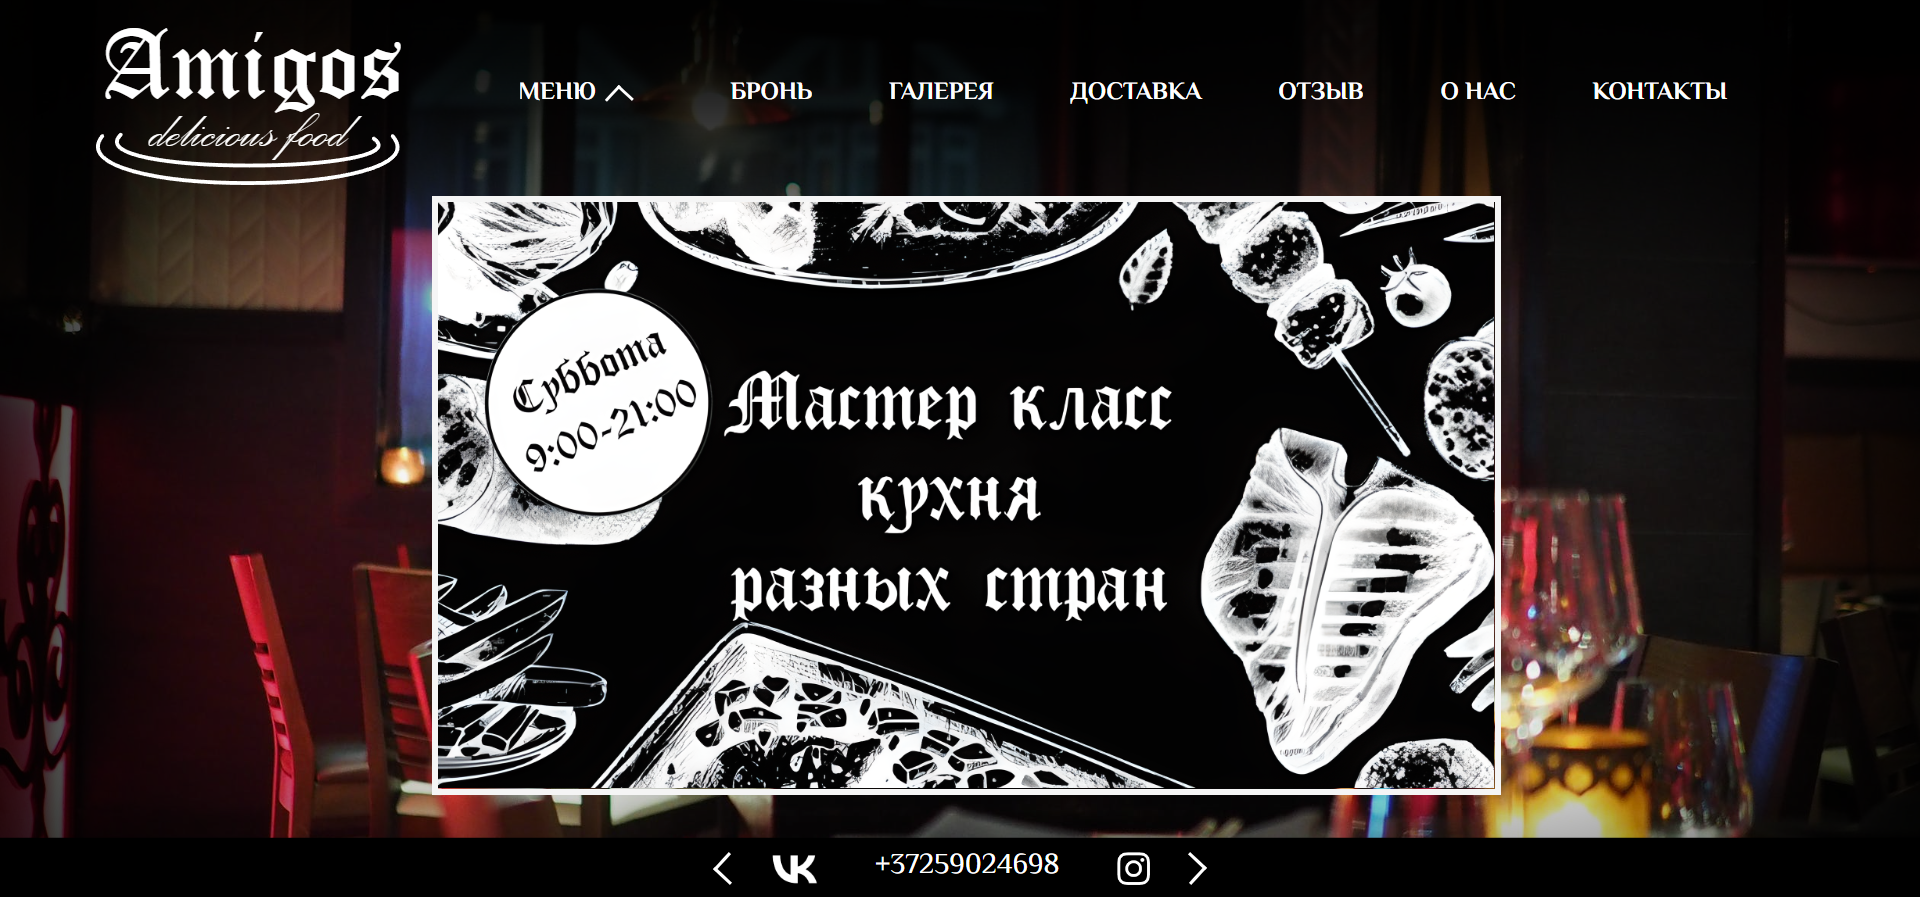 Amigos
delicious food
МЕНЮ БРОНЬ ГАЛЕРЕЯ ДОСТАВКА ОТЗЫВ О НАС КОНТАКТЫ
Суббота
9:00-21:00
Мастер класс
кухня
разных стран
+37259024698